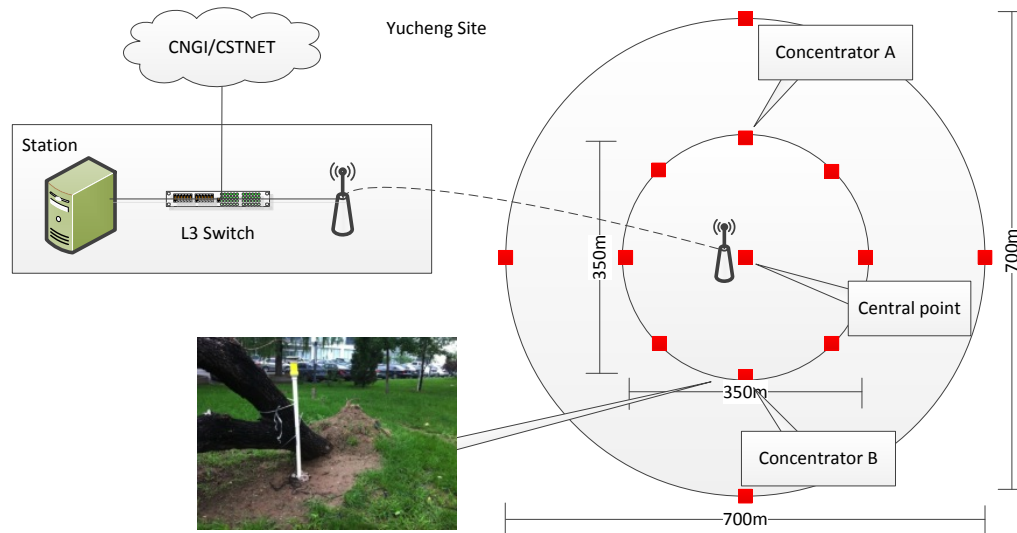 CNGI/CSTNET
Yucheng Site
Station
L3 Switch
Concentrator A
350m
700m
Central point
350m
Concentrator B
700m